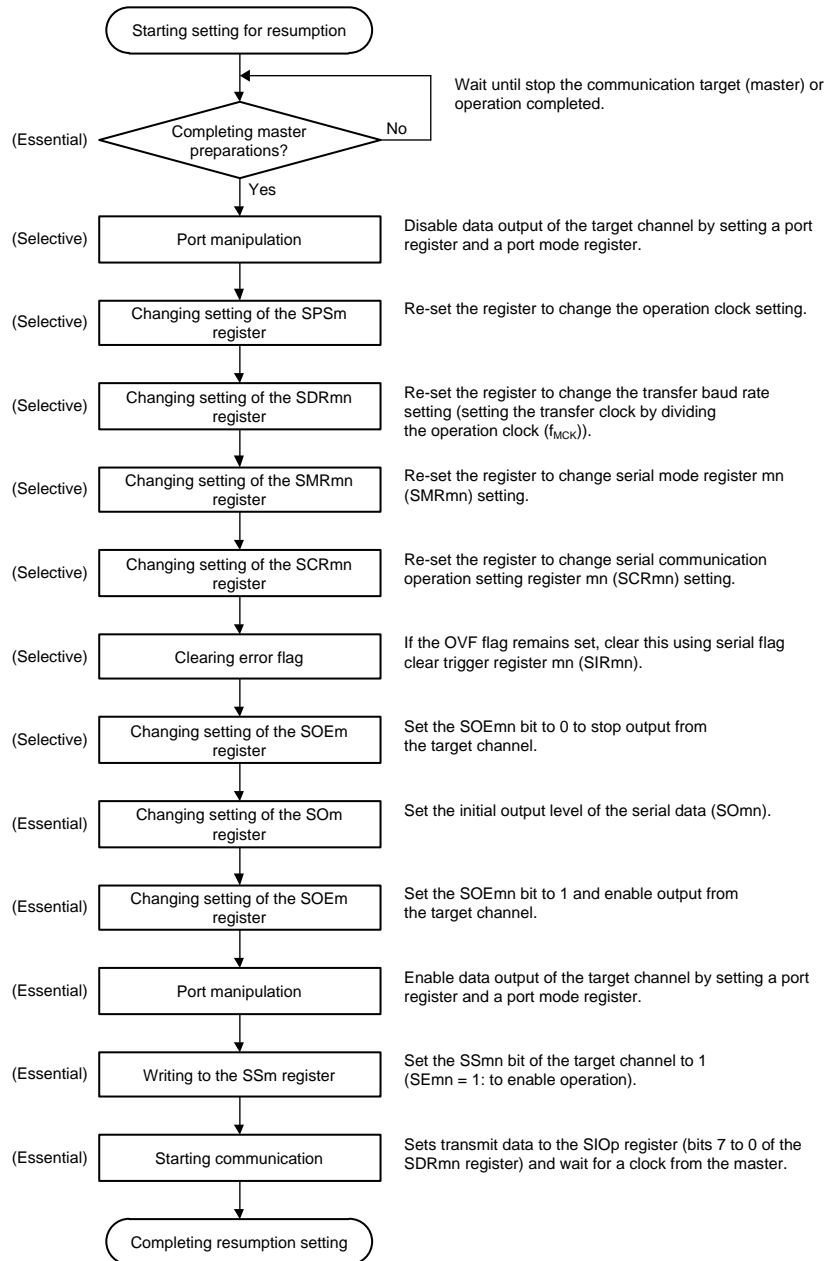 Starting setting for resumption
Wait until stop the communication target (master) or
operation completed.
(Essential)
Completing master
preparations?
No
Yes
(Selective)
Port manipulation
Disable data output of the target channel by setting a port
register and a port mode register.
(Selective)
Changing setting of the SPSm
register
Re-set the register to change the operation clock setting.
(Selective)
Changing setting of the SDRmn
register
Re-set the register to change the transfer baud rate
setting (setting the transfer clock by dividing
the operation clock (fMCK)).
(Selective)
Changing setting of the SMRmn
register
Re-set the register to change serial mode register mn
(SMRmn) setting.
(Selective)
Changing setting of the SCRmn
register
Re-set the register to change serial communication
operation setting register mn (SCRmn) setting.
(Selective)
Clearing error flag
If the OVF flag remains set, clear this using serial flag
clear trigger register mn (SIRmn).
(Selective)
Changing setting of the SOEm
register
Set the SOEmn bit to 0 to stop output from
the target channel.
(Essential)
Changing setting of the SOm
register
Set the initial output level of the serial data (SOmn).
(Essential)
Changing setting of the SOEm
register
Set the SOEmn bit to 1 and enable output from
the target channel.
(Essential)
Port manipulation
Enable data output of the target channel by setting a port
register and a port mode register.
(Essential)
Writing to the SSm register
Set the SSmn bit of the target channel to 1
(SEmn = 1: to enable operation).
(Essential)
Starting communication
Sets transmit data to the SIOp register (bits 7 to 0 of the
SDRmn register) and wait for a clock from the master.
Completing resumption setting